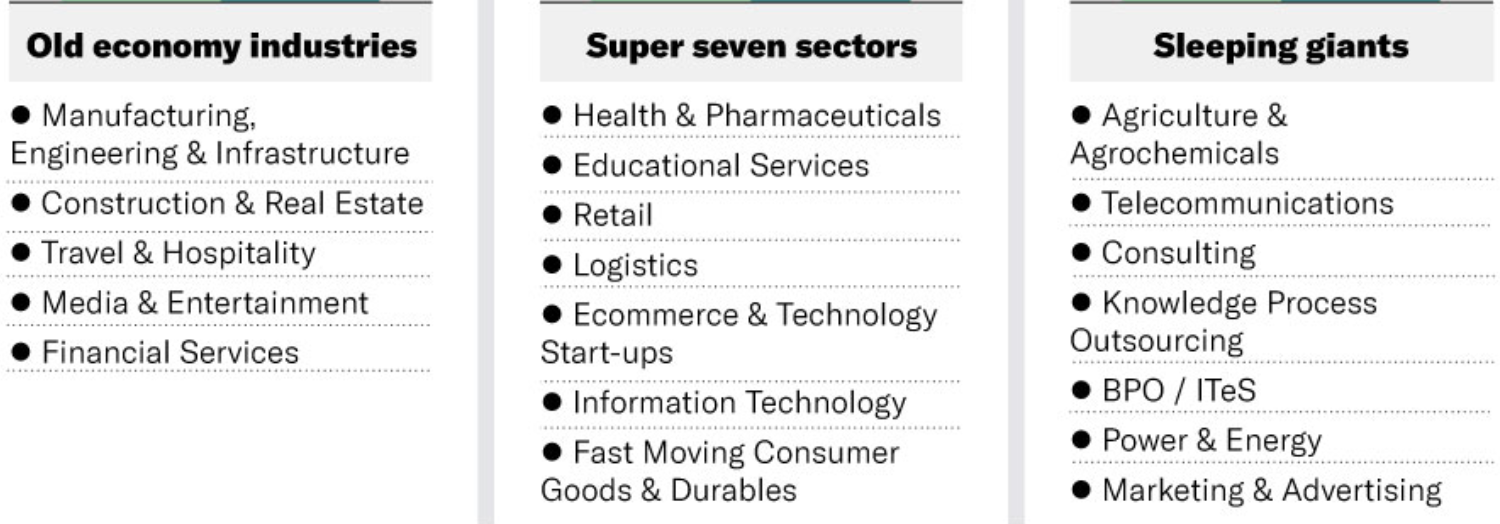 Old economy industries
● Manufacturing,
Engineering & Infrastructure
● Construction & Real Estate
● Travel & Hospitality
● Media & Entertainment
● Financial Services
Super seven sectors
● Health & Pharmaceuticals
● Educational Services
● Retail
● Logistics
● Ecommerce & Technology
Start-ups
● Information Technology
● Fast Moving Consumer
Goods & Durables
Sleeping giants
● Agriculture &
Agrochemicals
● Telecommunications
● Consulting
● Knowledge Process
Outsourcing
● BPO / ITeS
● Power & Energy
● Marketing & Advertising